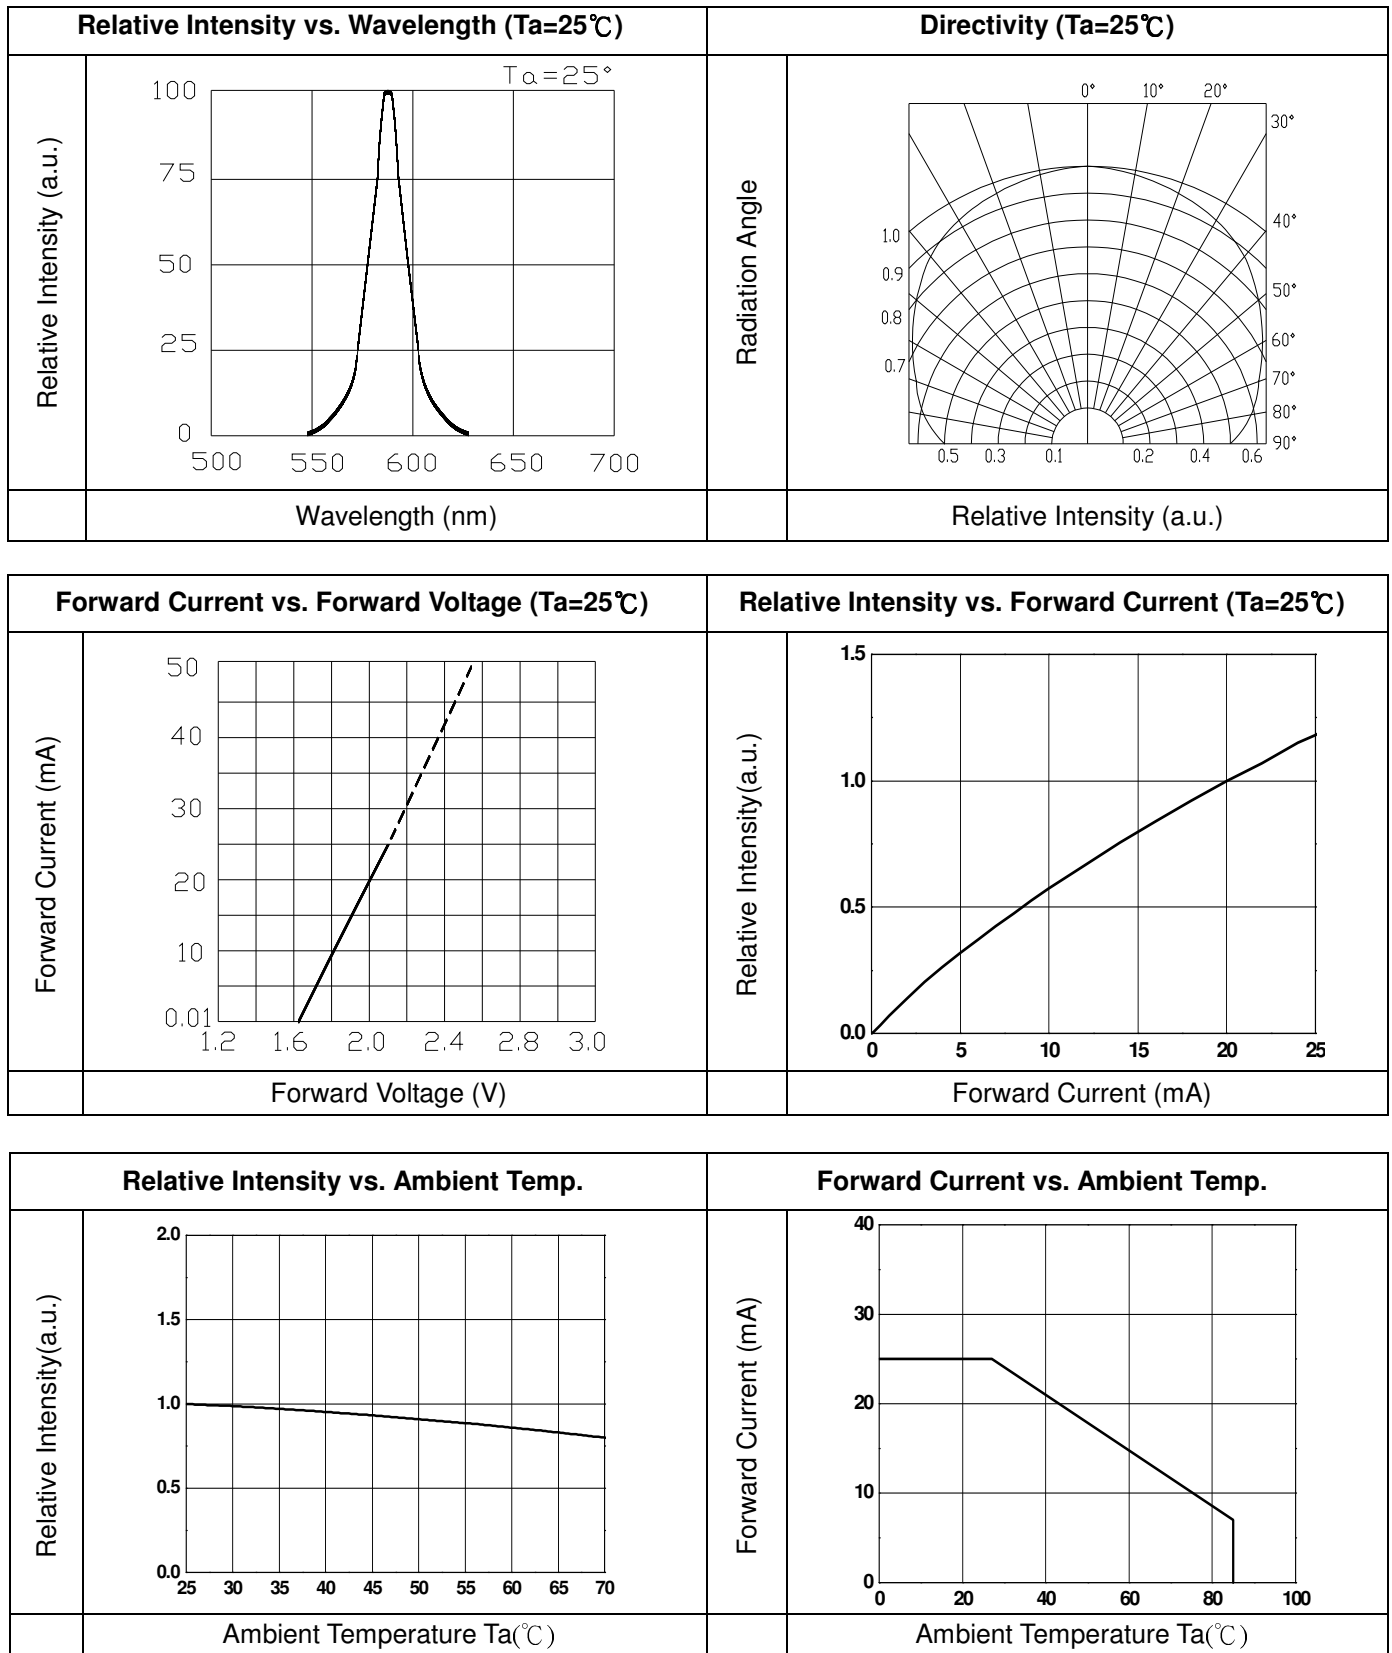 Relative Intensity vs. Wavelength (Ta=25℃)
Directivity (Ta=25℃)
Relative Intensity (a.u.)
Ta=25°
100
75
50
25
0
500 550 600 650 700
Wavelength (nm)
Radiation Angle
0° 10° 20°
30°
40°
50°
60°
70°
80°
90°
1.0
0.9
0.8
0.7
0.5 0.3 0.1 0.2 0.4 0.6
Relative Intensity (a.u.)
Forward Current vs. Forward Voltage (Ta=25℃)
Relative Intensity vs. Forward Current (Ta=25℃)
Forward Current (mA)
50
40
30
20
10
0.01
1.2 1.6 2.0 2.4 2.8 3.0
Forward Voltage (V)
Relative Intensity(a.u.)
1.5
1.0
0.5
0.0
0 5 10 15 20 25
Forward Current (mA)
Relative Intensity vs. Ambient Temp.
Forward Current vs. Ambient Temp.
Relative Intensity(a.u.)
2.0
1.5
1.0
0.5
0.0
25 30 35 40 45 50 55 60 65 70
Ambient Temperature Ta(℃)
Forward Current (mA)
40
30
20
10
0
0 20 40 60 80 100
Ambient Temperature Ta(℃)